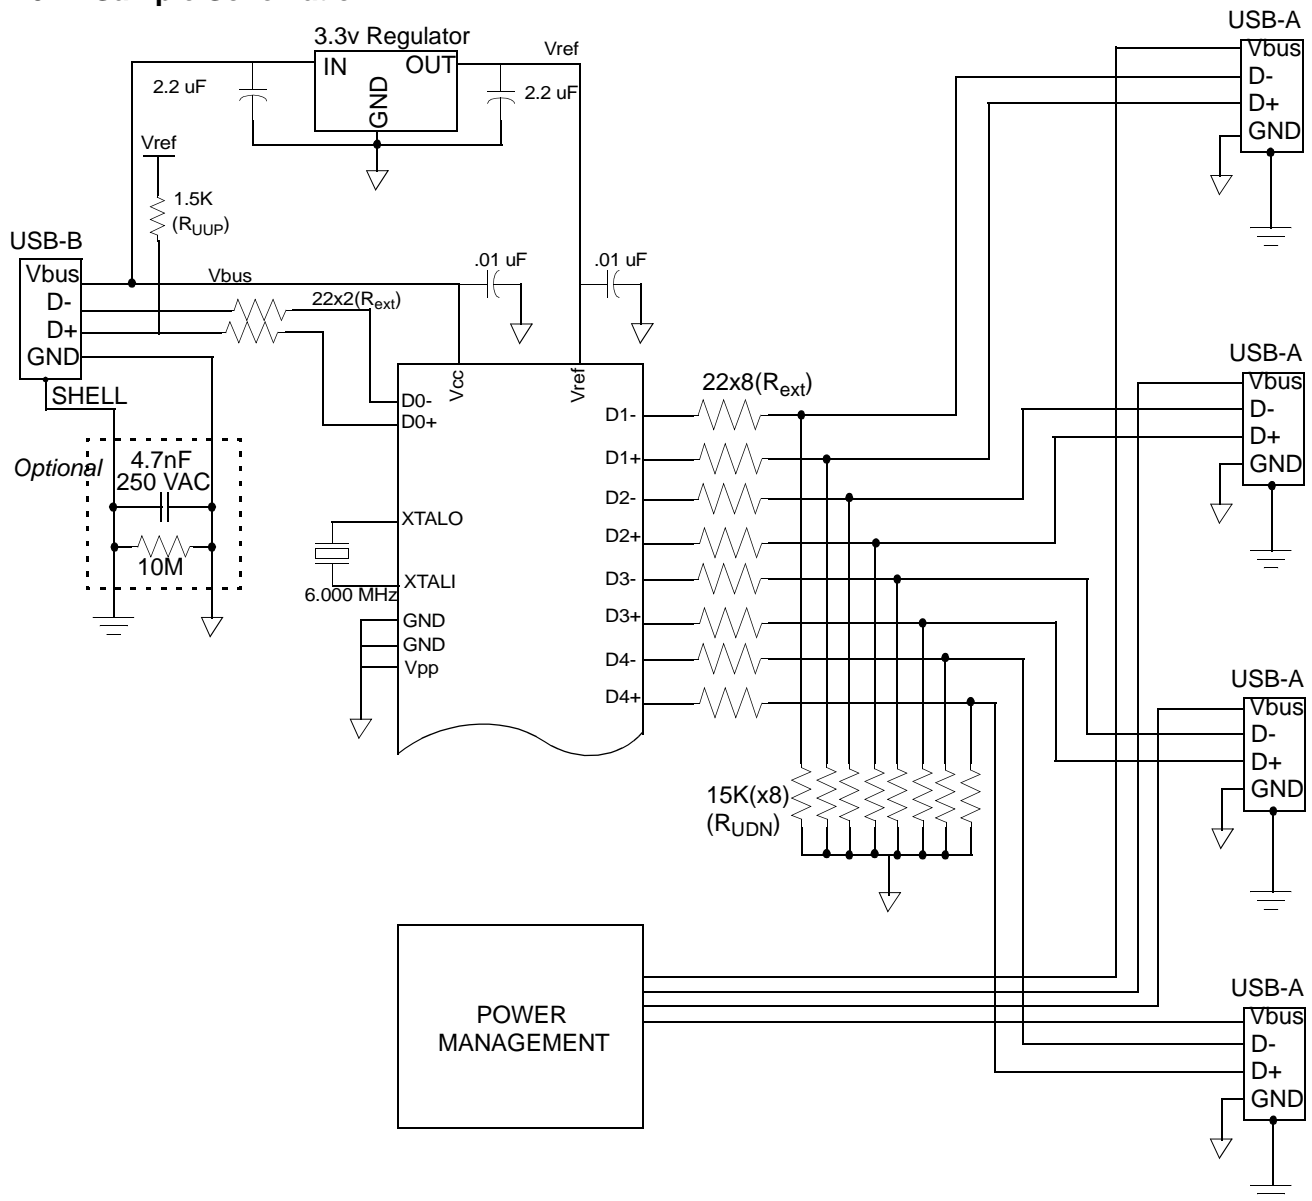 3.3v Regulator
IN
OUT
GND
Vref
2.2 uF
2.2 uF
Vref
1.5K
(RUUP)
USB-B
Vbus
D-
D+
GND
SHELL
Vbus
22x2(Rext)
.01 uF
.01 uF
Optional
4.7nF
250 VAC
10M
Vcc
Vref
D0-
D0+
XTALO
XTALI
6.000 MHz
GND
GND
Vpp
D1-
D1+
D2-
D2+
D3-
D3+
D4-
D4+
22x8(Rext)
15K(x8)
(RUDN)
POWER
MANAGEMENT
USB-A
Vbus
D-
D+
GND
USB-A
Vbus
D-
D+
GND
USB-A
Vbus
D-
D+
GND
USB-A
Vbus
D-
D+
GND